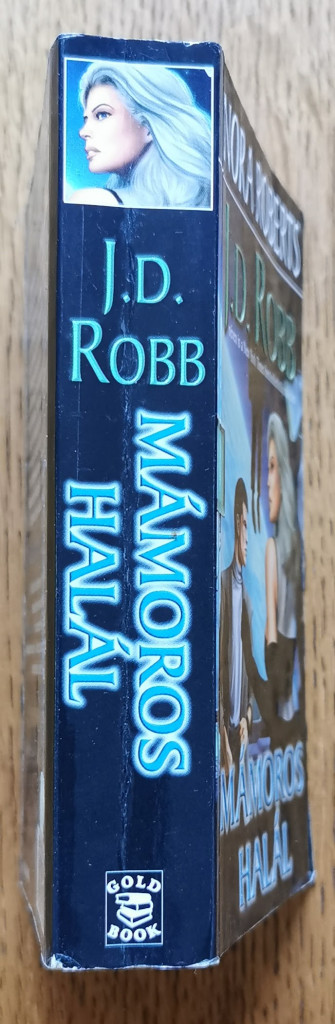 J.D.
ROBB
MÁMOROS
HALÁL
GOLD
BOOK
NORA ROBERTS
J.D. ROBB
MÁMOROS
HALÁL